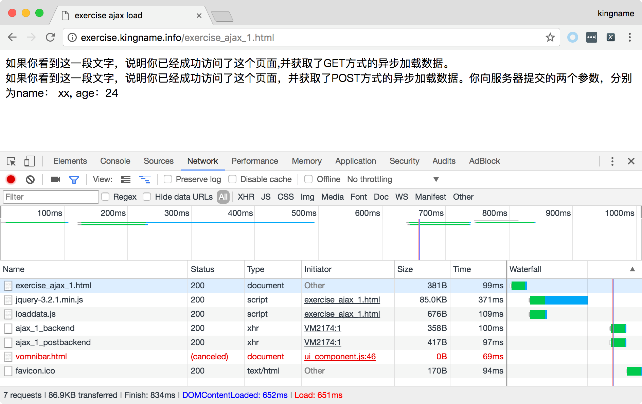 exercise ajax load
kingname
exercise.kingname.info/exercise_ajax_1.html
如果你看到这一段文字，说明你已经成功访问了这个页面,并获取了GET方式的异步加载数据。
如果你看到这一段文字，说明你已经成功访问了这个页面，并获取了POST方式的异步加载数据。你向服务器提交的两个参数，分别
为name： xx, age：24
Elements Console Sources Network Performance Memory Application Security Audits AdBlock
View: Preserve log Disable cache Offline No throttling
Filter Regex Hide data URLs All XHR JS CSS Img Media Font Doc WS Manifest Other
100ms 200ms 300ms 400ms 500ms 600ms 700ms 800ms 900ms 1000ms
Name Status Type Initiator Size Time Waterfall
exercise_ajax_1.html 200 document Other 381B 99ms
jquery-3.2.1.min.js 200 script exercise_ajax_1.html 85.0KB 371ms
loaddata.js 200 script exercise_ajax_1.html 676B 109ms
ajax_1_backend 200 xhr VM2174:1 358B 100ms
ajax_1_postbackend 200 xhr VM2174:1 417B 97ms
vomnibar.html (canceled) document ui_component.js:46 0B 69ms
favicon.ico 200 text/html Other 170B 94ms
7 requests | 86.9KB transferred | Finish: 834ms | DOMContentLoaded: 652ms | Load: 651ms